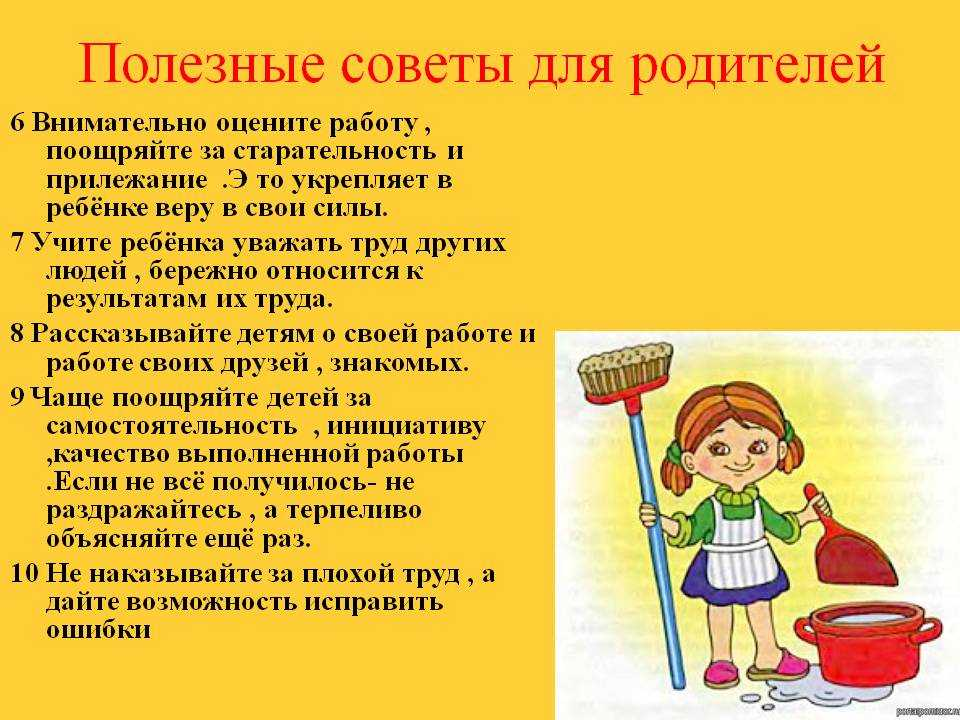 Полезные советы для родителей
6 Внимательно оцените работу ,
поощряйте за старательность и
прилежание .Э то укрепляет в
ребёнке веру в свои силы.
7 Учите ребёнка уважать труд других
людей , бережно относится к
результатам их труда.
8 Рассказывайте детям о своей работе и
работе своих друзей , знакомых.
9 Чаще поощряйте детей за
самостоятельность , инициативу
,качество выполненной работы
.Если не всё получилось- не
раздражайтесь , а терпеливо
объясняйте ещё раз.
10 Не наказывайте за плохой труд , а
дайте возможность исправить
ошибки